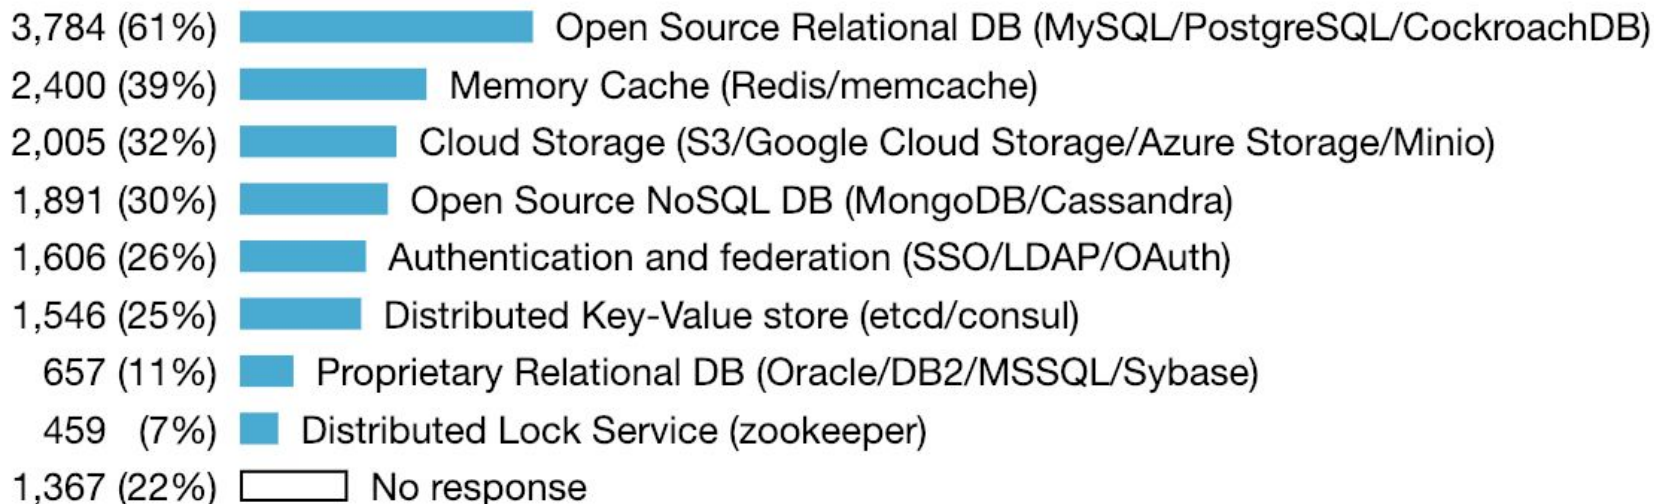 3,784 (61%) Open Source Relational DB (MySQL/PostgreSQL/CockroachDB)
2,400 (39%) Memory Cache (Redis/memcache)
2,005 (32%) Cloud Storage (S3/Google Cloud Storage/Azure Storage/Minio)
1,891 (30%) Open Source NoSQL DB (MongoDB/Cassandra)
1,606 (26%) Authentication and federation (SSO/LDAP/OAuth)
1,546 (25%) Distributed Key-Value store (etcd/consul)
657 (11%) Proprietary Relational DB (Oracle/DB2/MSSQL/Sybase)
459 (7%) Distributed Lock Service (zookeeper)
1,367 (22%) No response